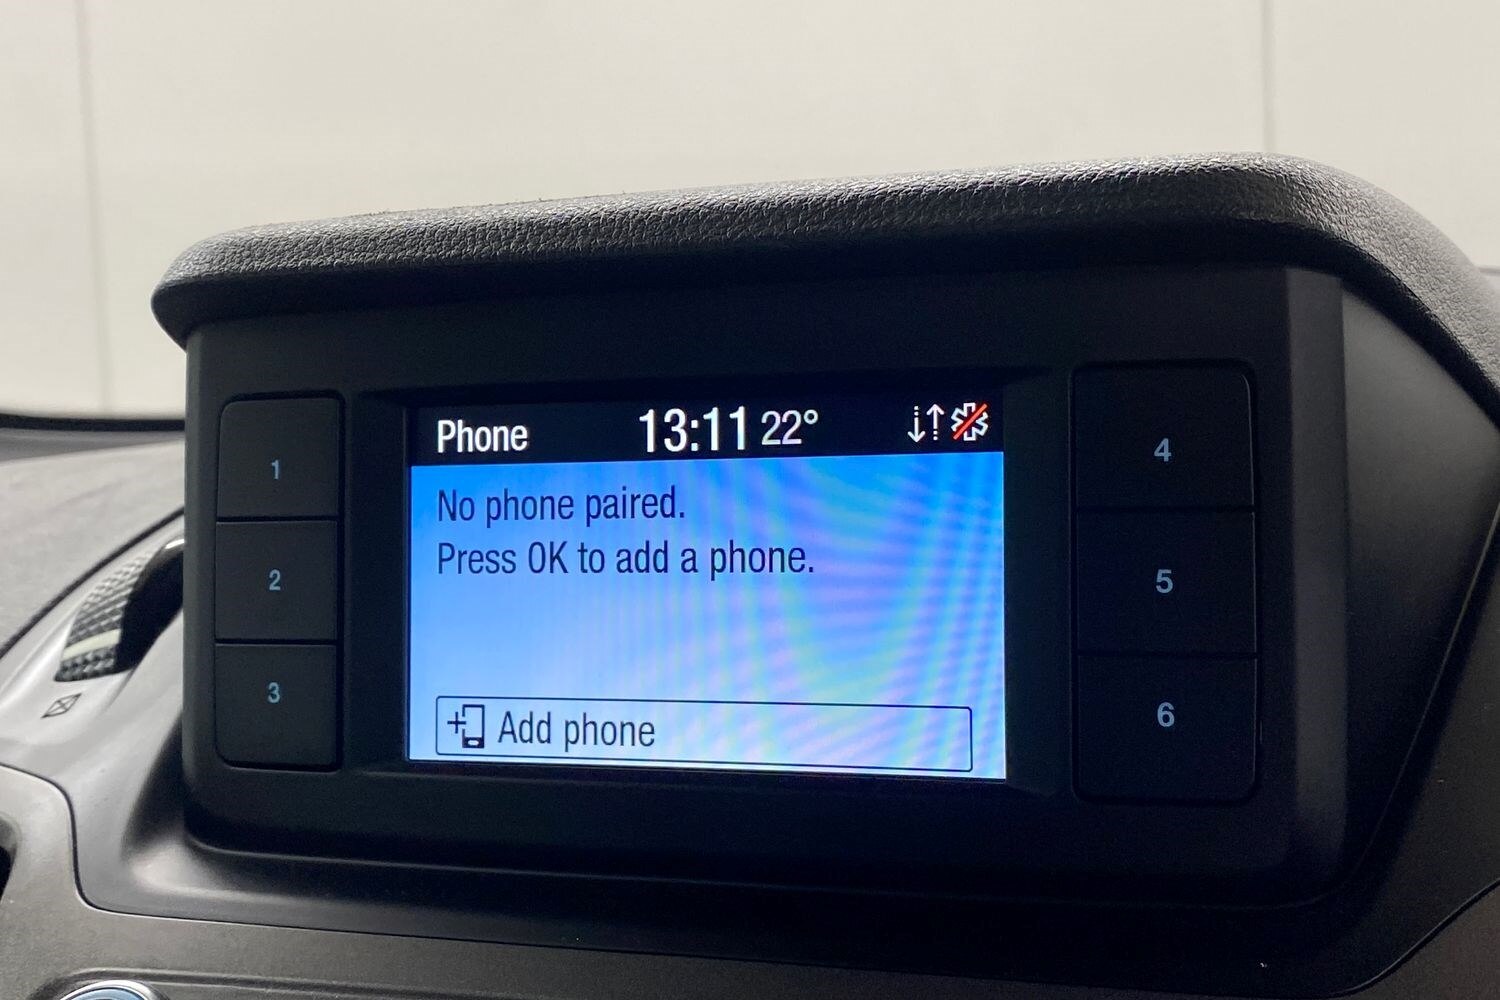 Phone 13:11 22°
No phone paired.
Press OK to add a phone.
Add phone
1
2
3
4
5
6